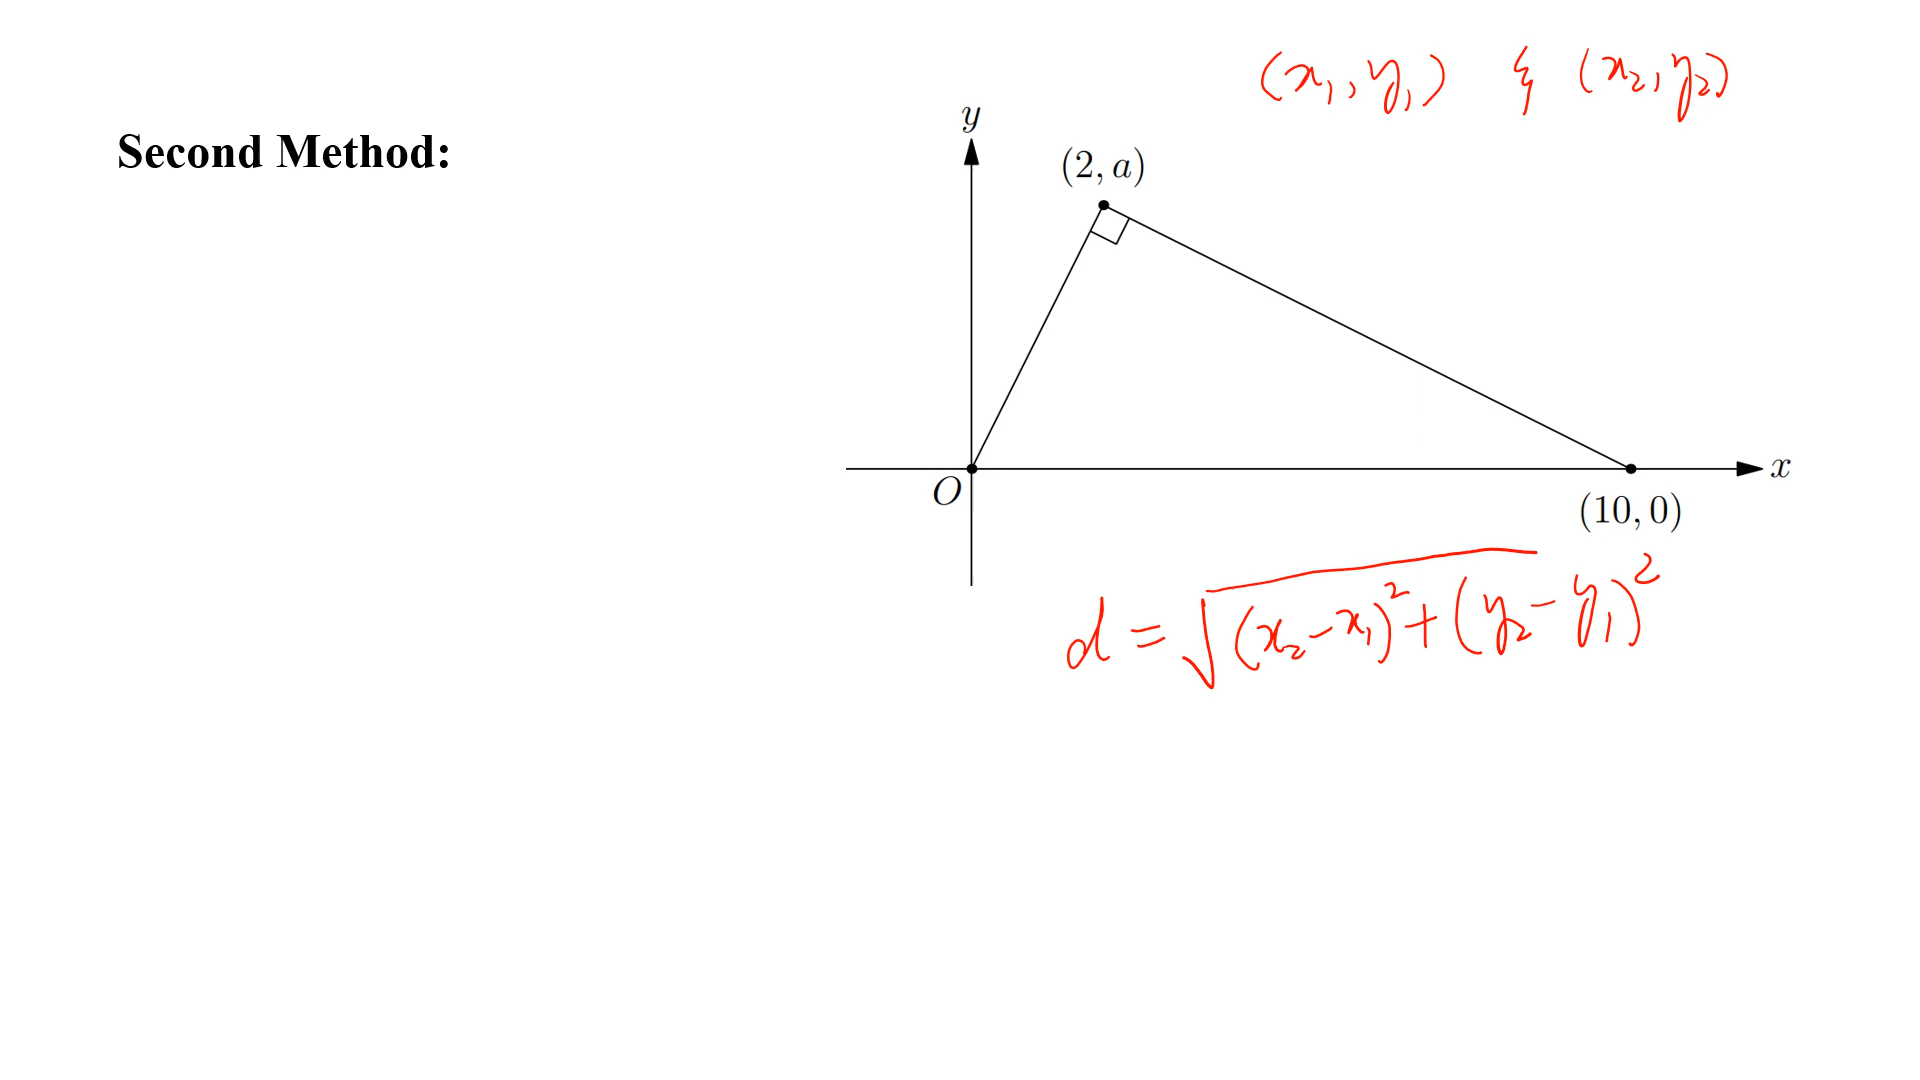 (x₁, y₁) & (x₂, y₂)
Second Method:
y
(2, a)
x
O
(10, 0)
d = √(x₂ − x₁)² + (y₂ − y₁)²